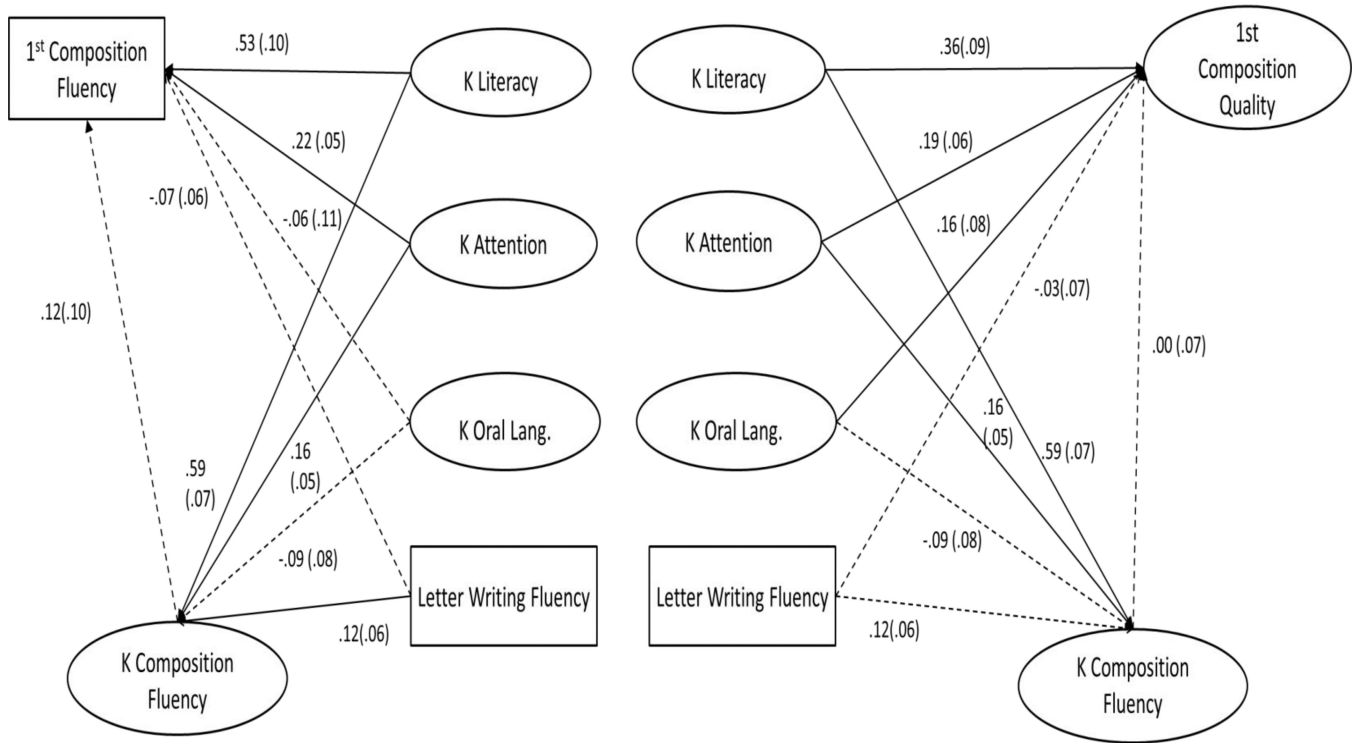 1st Composition
Fluency
.53 (.10)
K Literacy
.22 (.05)
-.07 (.06)
-.06 (.11)
K Attention
.12(.10)
K Oral Lang.
.59
(.07)
.16
(.05)
-.09 (.08)
Letter Writing Fluency
.12(.06)
K Composition
Fluency
K Literacy
.36(.09)
1st
Composition
Quality
.19 (.06)
K Attention
.16 (.08)
-.03(.07)
.00 (.07)
K Oral Lang.
.16
(.05)
.59 (.07)
-.09 (.08)
Letter Writing Fluency
.12(.06)
K Composition
Fluency